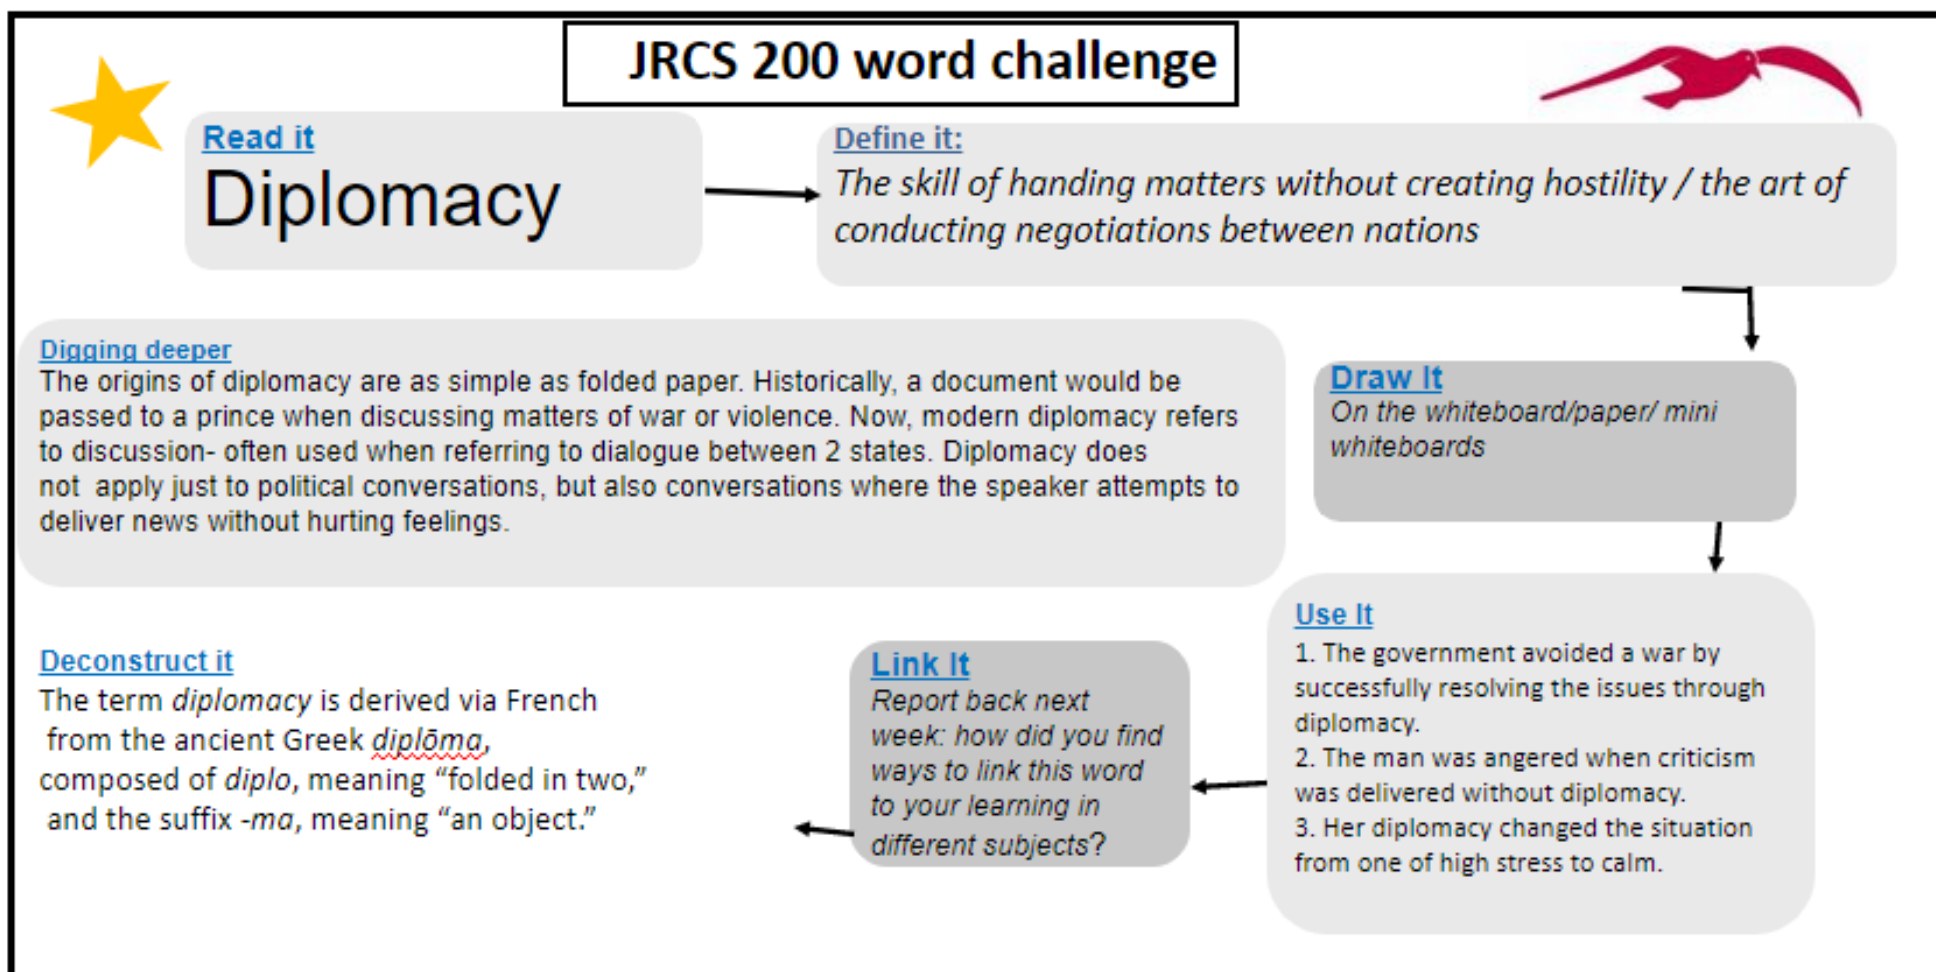 JRCS 200 word challenge
Read it
Diplomacy
Define it:
The skill of handing matters without creating hostility / the art of
conducting negotiations between nations
Digging deeper
The origins of diplomacy are as simple as folded paper. Historically, a document would be
passed to a prince when discussing matters of war or violence. Now, modern diplomacy refers
to discussion- often used when referring to dialogue between 2 states. Diplomacy does
not  apply just to political conversations, but also conversations where the speaker attempts to
deliver news without hurting feelings.
Draw It
On the whiteboard/paper/ mini
whiteboards
Use It
1. The government avoided a war by
successfully resolving the issues through
diplomacy.
2. The man was angered when criticism
was delivered without diplomacy.
3. Her diplomacy changed the situation
from one of high stress to calm.
Link It
Report back next
week: how did you find
ways to link this word
to your learning in
different subjects?
Deconstruct it
The term diplomacy is derived via French
from the ancient Greek diplōma,
composed of diplo, meaning “folded in two,”
and the suffix -ma, meaning “an object.”